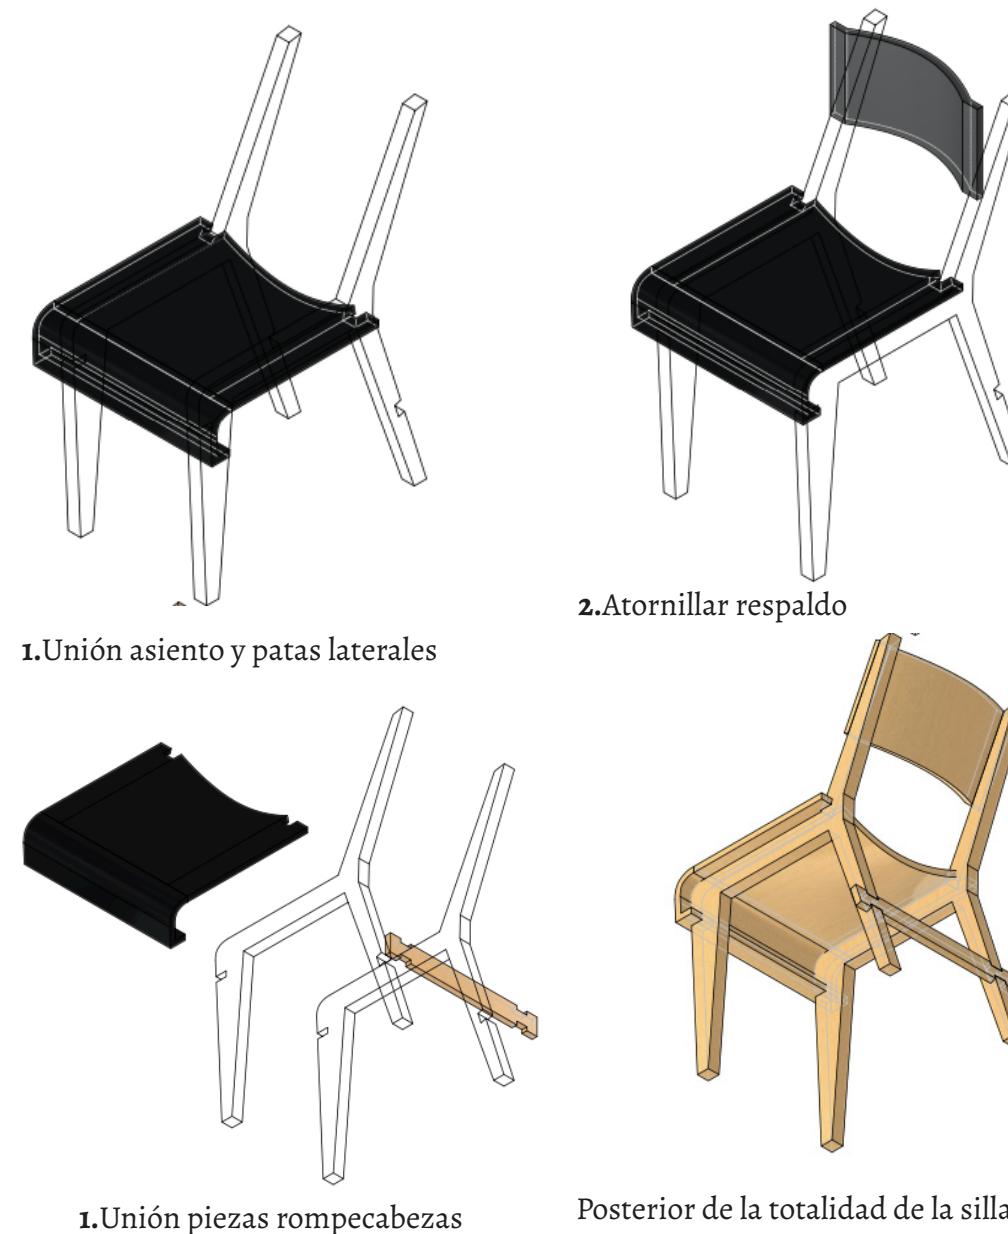 1.Unión asiento y patas laterales
2.Atornillar respaldo
1.Unión piezas rompecabezas
Posterior de la totalidad de la silla